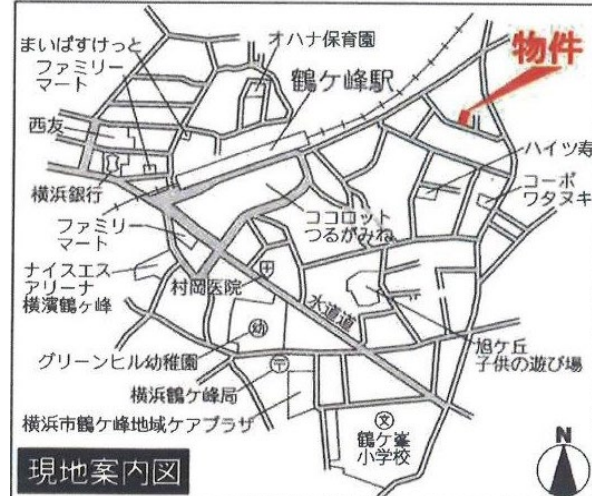 まいばすけっと
オハナ保育園
ファミリー
マート
鶴ケ峰駅
物件
西友
ハイツ寿
横浜銀行
コーポ
ワタヌキ
ファミリー
マート
ココロット
つるがみね
ナイスエス
アリーナ
横濱鶴ヶ峰
村岡医院
水道道
幼
旭ケ丘
子供の遊び場
グリーンヒル幼稚園
横浜鶴ケ峰局
〒
横浜市鶴ケ峰地域ケアプラザ
文
鶴ケ峯
小学校
N
現地案内図